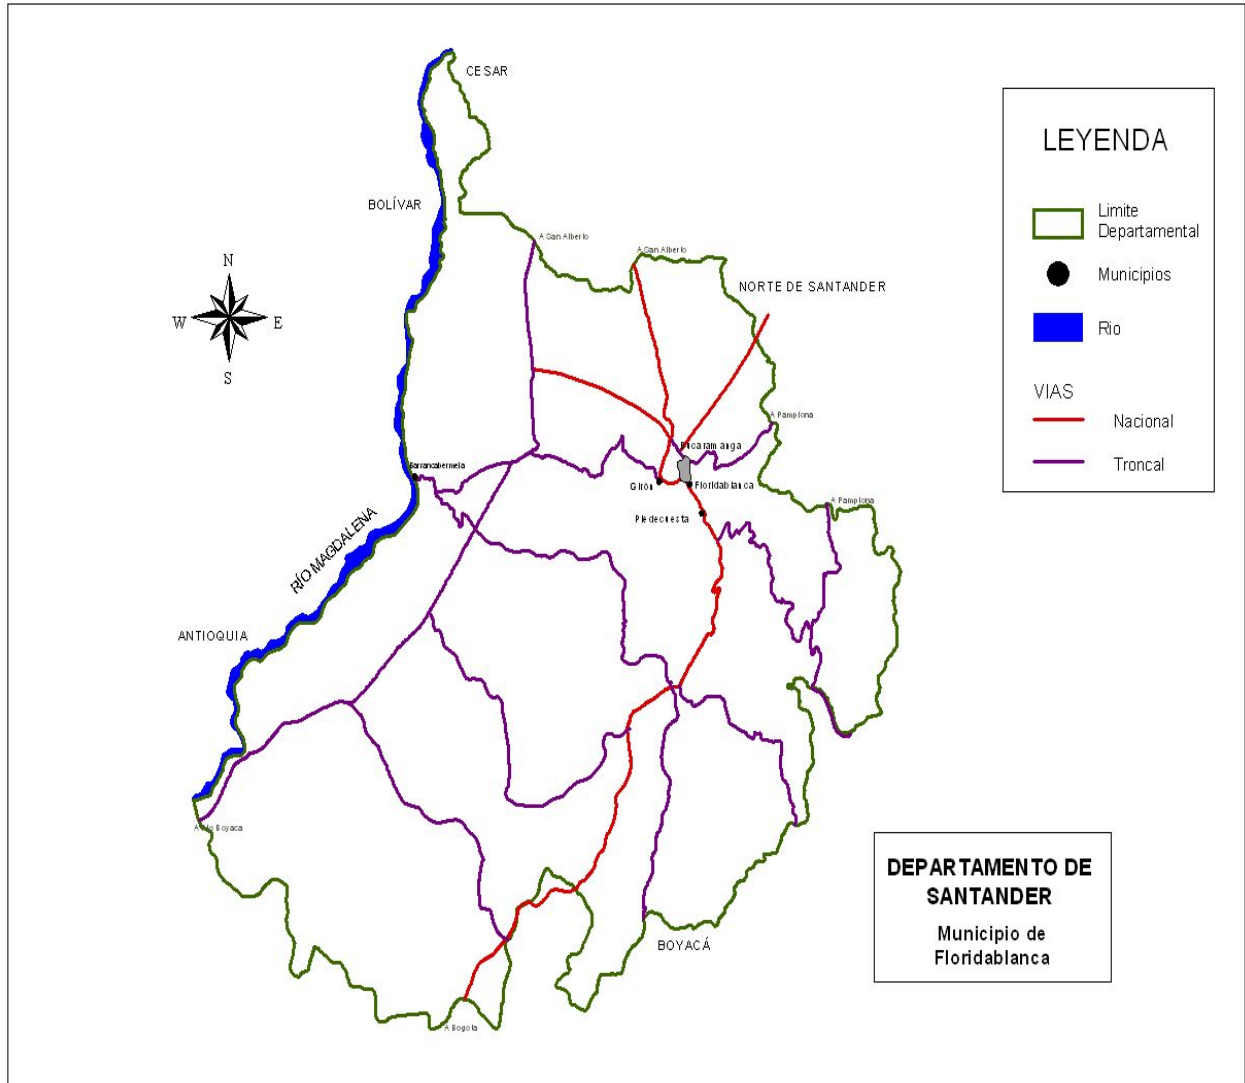 CESAR
BOLÍVAR
A San Alberto
A San Alberto
NORTE DE SANTANDER
N
W
E
S
A Pamplona
Bucaramanga
Barrancabermeja
Girón
Floridablanca
Piedecuesta
A Pamplona
RÍO MAGDALENA
ANTIOQUIA
BOYACÁ
A Bogota
LEYENDA
Limite
Departamental
Municipios
Rio
VIAS
Nacional
Troncal
DEPARTAMENTO DE
SANTANDER
Municipio de
Floridablanca